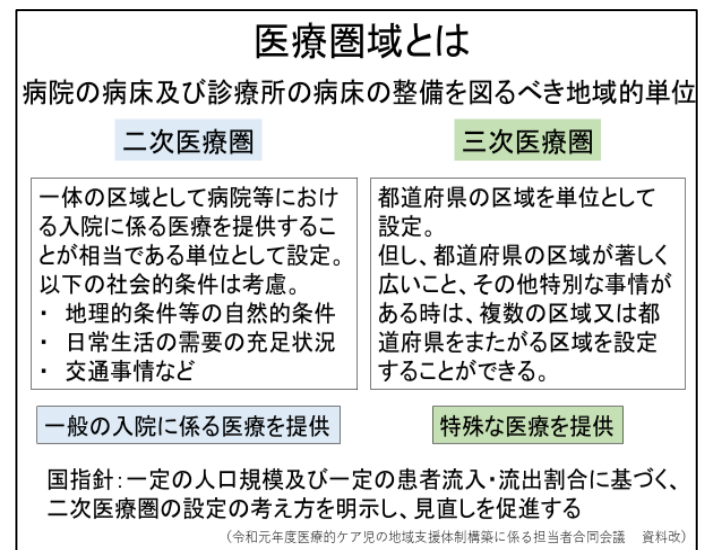 医療圏域とは
病院の病床及び診療所の病床の整備を図るべき地域的単位
二次医療圏
一体の区域として病院等におけ
る入院に係る医療を提供するこ
とが相当である単位として設定。
以下の社会的条件は考慮。
・ 地理的条件等の自然的条件
・ 日常生活の需要の充足状況
・ 交通事情など
一般の入院に係る医療を提供
三次医療圏
都道府県の区域を単位として
設定。
但し、都道府県の区域が著しく
広いこと、その他特別な事情が
ある時は、複数の区域又は都
道府県をまたがる区域を設定
することができる。
特殊な医療を提供
国指針:一定の人口規模及び一定の患者流入・流出割合に基づく、
二次医療圏の設定の考え方を明示し、見直しを促進する
(令和元年度医療的ケア児の地域支援体制構築に係る担当者合同会議 資料改)